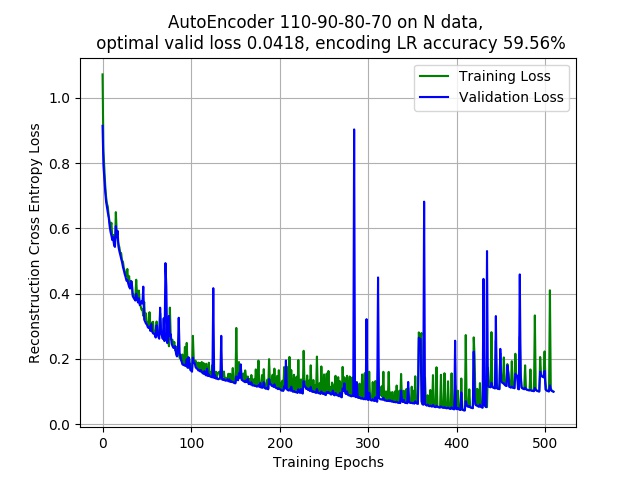 AutoEncoder 110-90-80-70 on N data,
optimal valid loss 0.0418, encoding LR accuracy 59.56%
Training Loss
Validation Loss
Reconstruction Cross Entropy Loss
1.0
0.8
0.6
0.4
0.2
0.0
0 100 200 300 400 500
Training Epochs